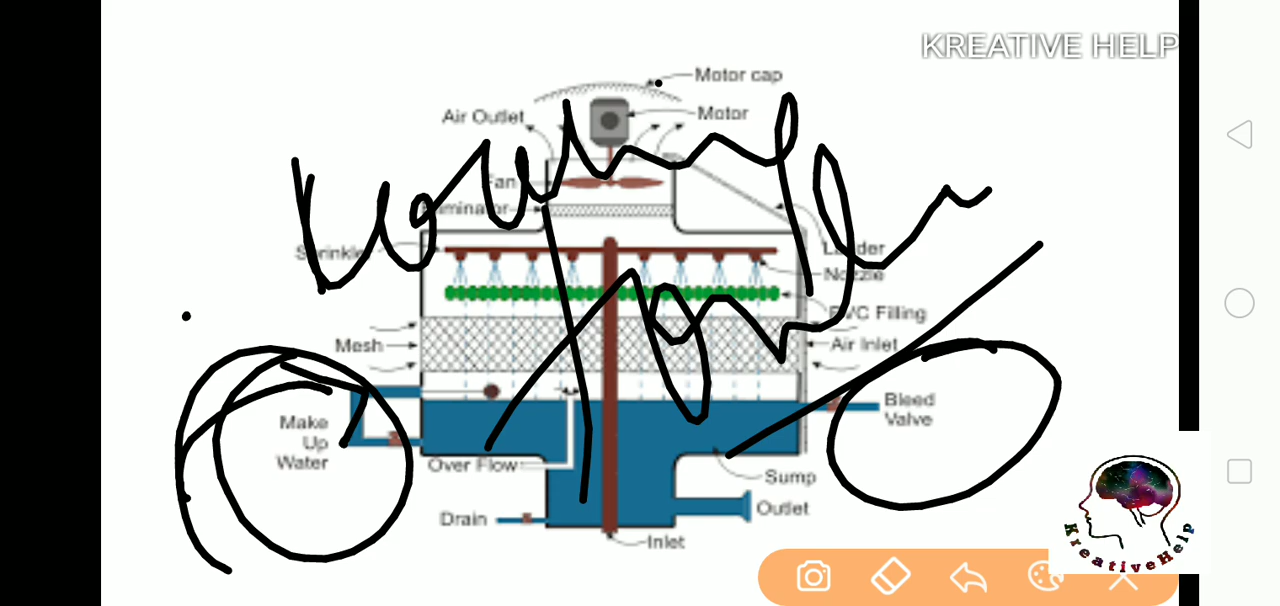 KREATIVE HELP
Motor cap
Air Outlet
Motor
Fan
Eliminator
Sprinkler
Ladder
Nozzle
PVC Filling
Mesh
Air Inlet
Bleed
Valve
Make
Up
Water
Over Flow
Sump
Drain
Outlet
Inlet
KreativeHelp